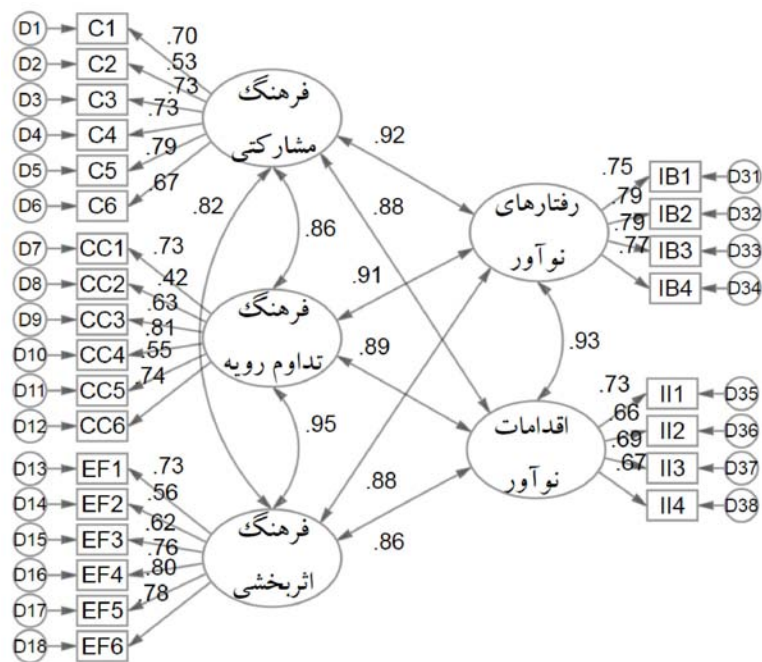 D1 C1 .70
D2 C2 .53
D3 C3 .73
D4 C4 .73
D5 C5 .79
D6 C6 .67
فرهنگ
مشارکتی
D7 CC1 .73
D8 CC2 .42
D9 CC3 .63
D10 CC4 .81
D11 CC5 .55
D12 CC6 .74
فرهنگ
تداوم رویه
D13 EF1 .73
D14 EF2 .56
D15 EF3 .62
D16 EF4 .76
D17 EF5 .80
D18 EF6 .78
فرهنگ
اثربخشی
.82
.86
.95
.92
.88
.91
.89
.88
.86
رفتارهای
نوآور
.75 IB1 D31
.79 IB2 D32
.79 IB3 D33
.77 IB4 D34
.93
اقدامات
نوآور
.73 II1 D35
.66 II2 D36
.69 II3 D37
.67 II4 D38